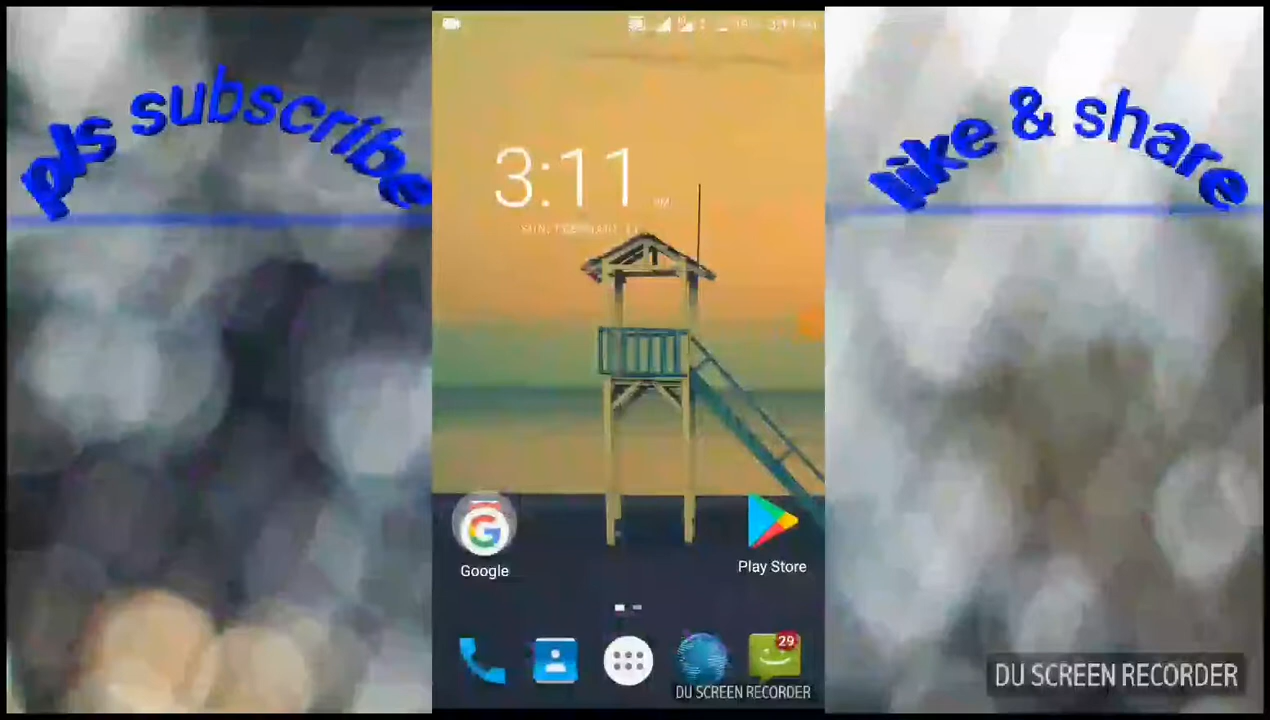 pls subscribe
like & share
3:11
Google
Play Store
29
DU SCREEN RECORDER
DU SCREEN RECORDER